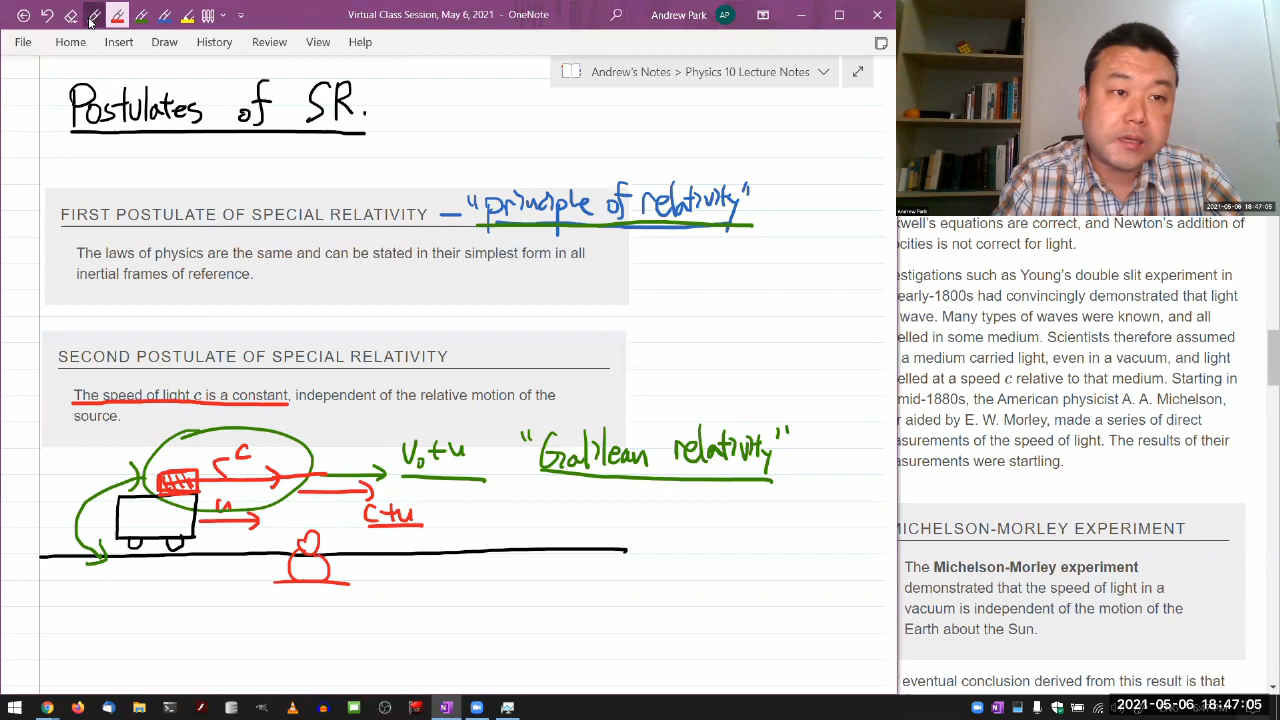 Virtual Class Session, May 6, 2021 - OneNote
Andrew Park
AP
File Home Insert Draw History Review View Help
Andrew's Notes > Physics 10 Lecture Notes
Postulates of SR.
FIRST POSTULATE OF SPECIAL RELATIVITY — "principle of relativity"
The laws of physics are the same and can be stated in their simplest form in all
inertial frames of reference.
SECOND POSTULATE OF SPECIAL RELATIVITY
The speed of light c is a constant, independent of the relative motion of the
source.
c
V₀+u
"Galilean relativity"
u
c+u
Andrew Park
2021-05-06 18:47:05
kwell's equations are correct, and Newton's addition of
ocities is not correct for light.
estigations such as Young's double slit experiment in
early-1800s had convincingly demonstrated that light
wave. Many types of waves were known, and all
elled in some medium. Scientists therefore assumed
a medium carried light, even in a vacuum, and light
elled at a speed c relative to that medium. Starting in
mid-1880s, the American physicist A. A. Michelson,
r aided by E. W. Morley, made a series of direct
asurements of the speed of light. The results of their
asurements were startling.
MICHELSON-MORLEY EXPERIMENT
The Michelson-Morley experiment
demonstrated that the speed of light in a
vacuum is independent of the motion of the
Earth about the Sun.
eventual conclusion derived from this result is that
2021-05-06 18:47:05